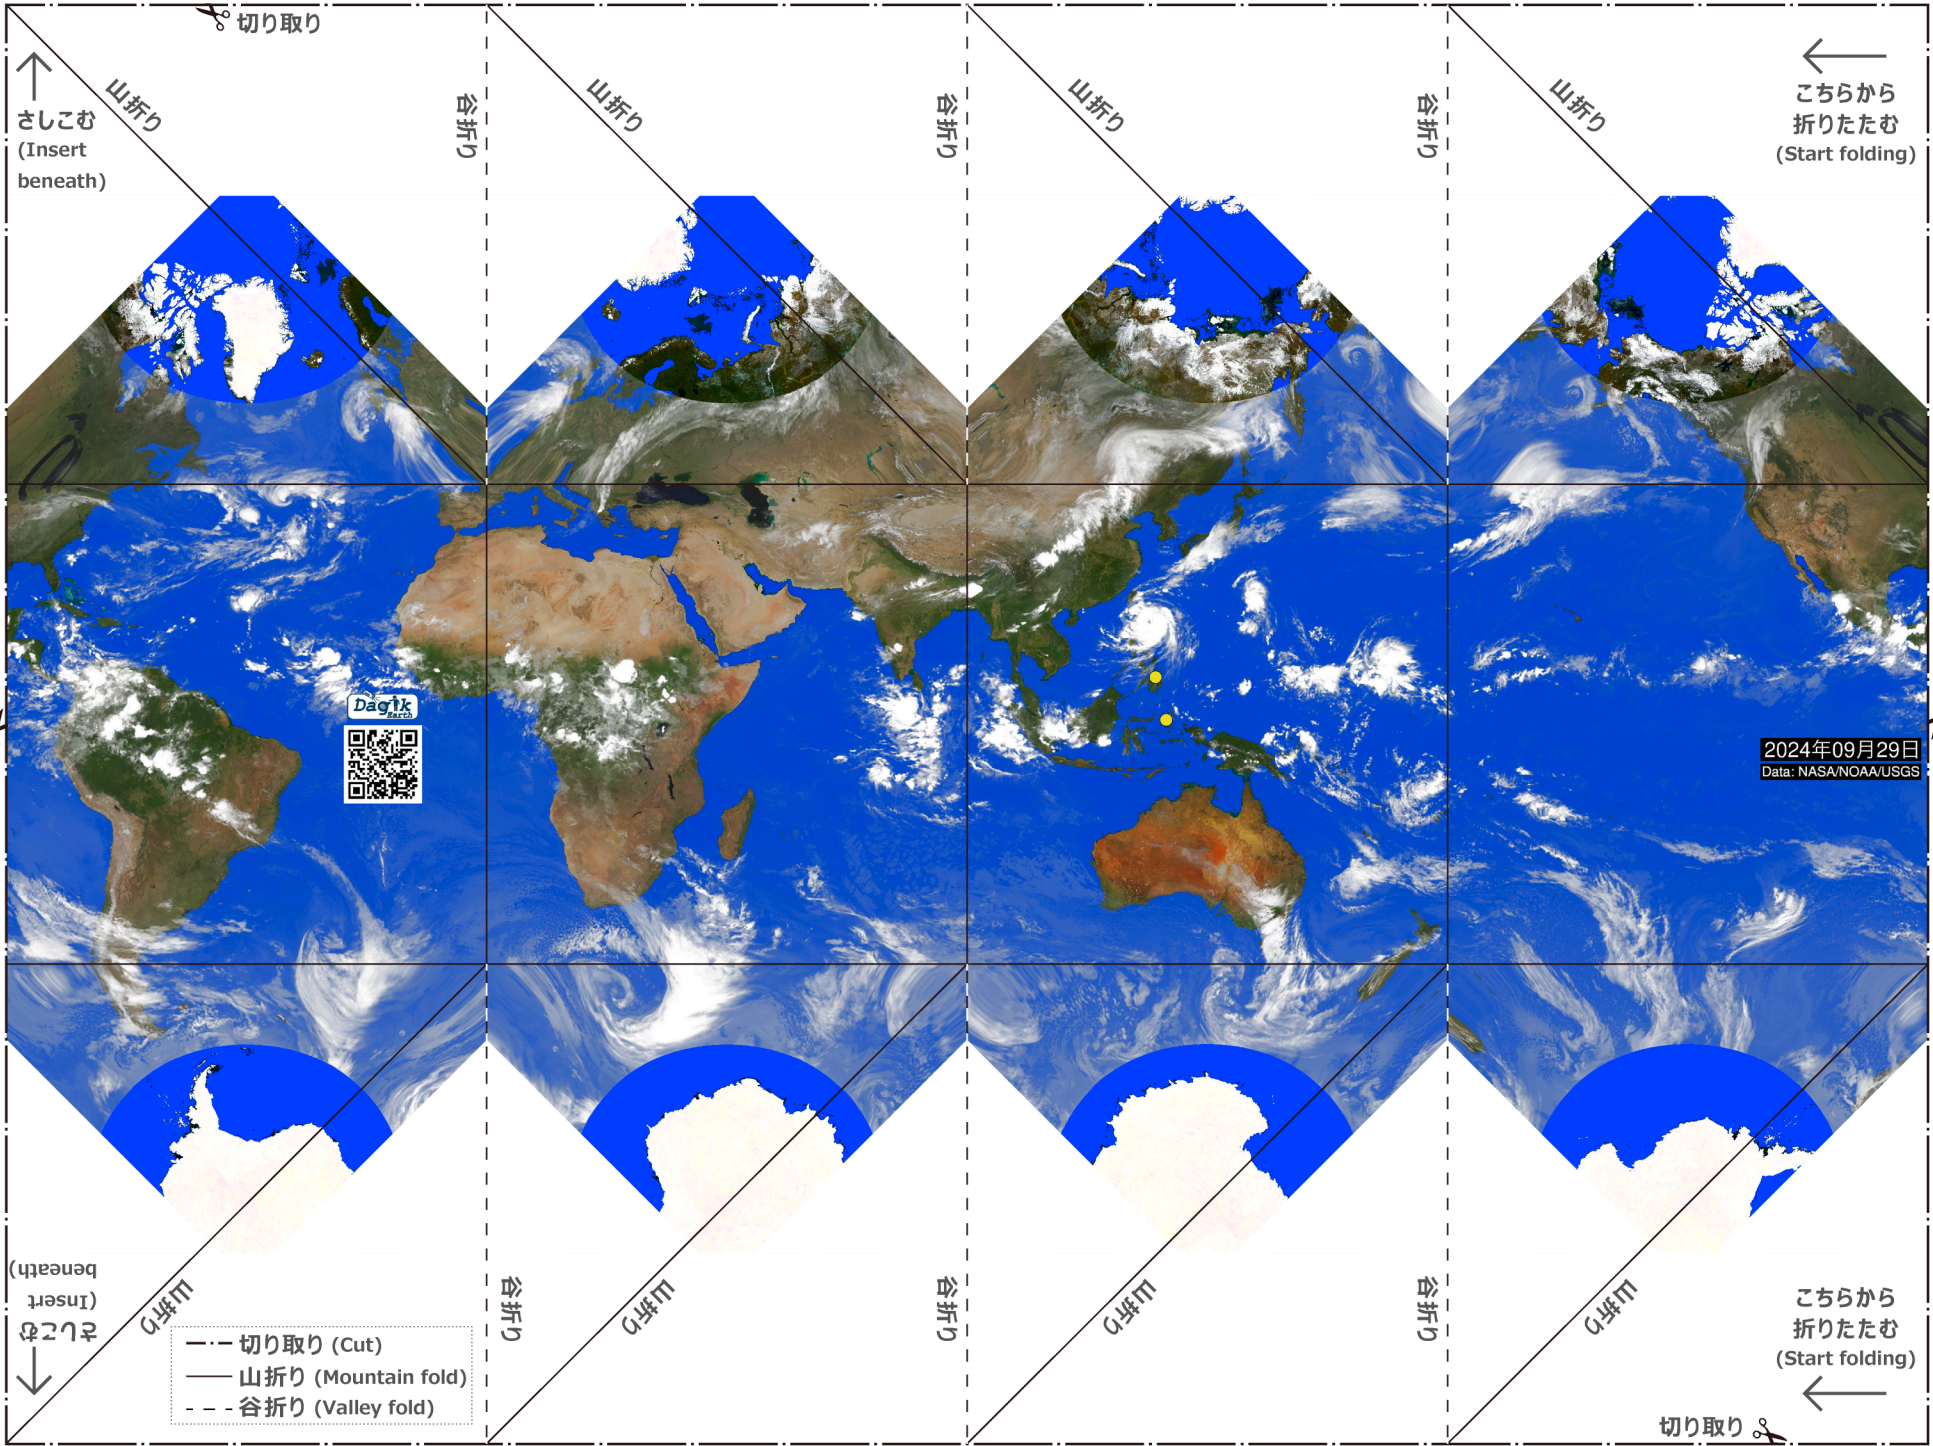 切り取り
山折り
山折り
山折り
山折り
谷折り
谷折り
谷折り
さしこむ
(Insert
beneath)
こちらから
折りたたむ
(Start folding)
Dagik
Earth
2024年09月29日
Data: NASA/NOAA/USGS
さしこむ
(Insert
beneath)
山折り
山折り
山折り
山折り
谷折り
谷折り
谷折り
こちらから
折りたたむ
(Start folding)
切り取り (Cut)
山折り (Mountain fold)
谷折り (Valley fold)
切り取り